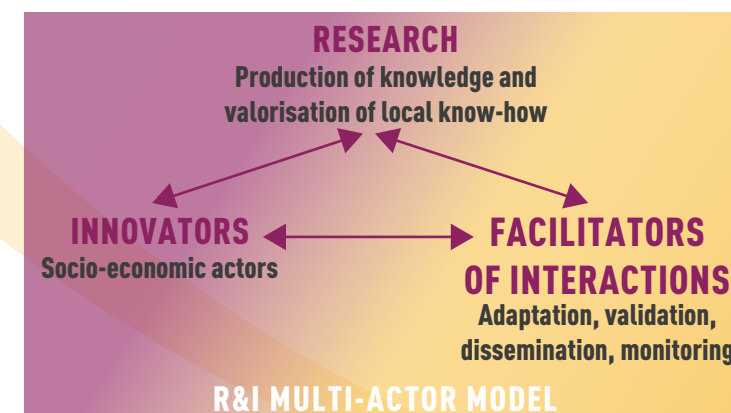 RESEARCH
Production of knowledge and
valorisation of local know-how
INNOVATORS
Socio-economic actors
FACILITATORS
OF INTERACTIONS
Adaptation, validation,
dissemination, monitoring
R&I MULTI-ACTOR MODEL